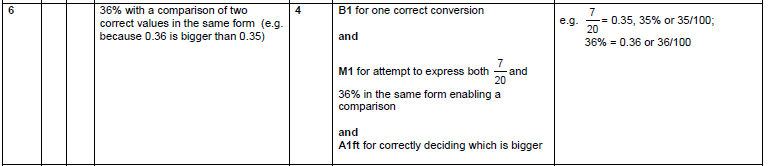 6
36% with a comparison of two
correct values in the same form (e.g.
because 0.36 is bigger than 0.35)
4
B1 for one correct conversion
and
M1 for attempt to express both 7/20 and
36% in the same form enabling a
comparison
and
A1ft for correctly deciding which is bigger
e.g. 7/20 = 0.35, 35% or 35/100;
36% = 0.36 or 36/100